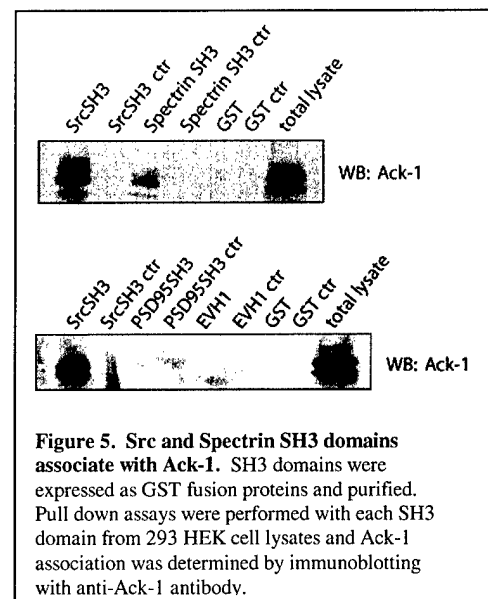 SrcSH3
SrcSH3 ctr
Spectrin SH3
Spectrin SH3 ctr
GST
GST ctr
total lysate
WB: Ack-1
SrcSH3
SrcSH3 ctr
PSD95SH3
PSD95SH3 ctr
EVH1
EVH1 ctr
GST
GST ctr
total lysate
WB: Ack-1
Figure 5. Src and Spectrin SH3 domains
associate with Ack-1. SH3 domains were
expressed as GST fusion proteins and purified.
Pull down assays were performed with each SH3
domain from 293 HEK cell lysates and Ack-1
association was determined by immunoblotting
with anti-Ack-1 antibody.